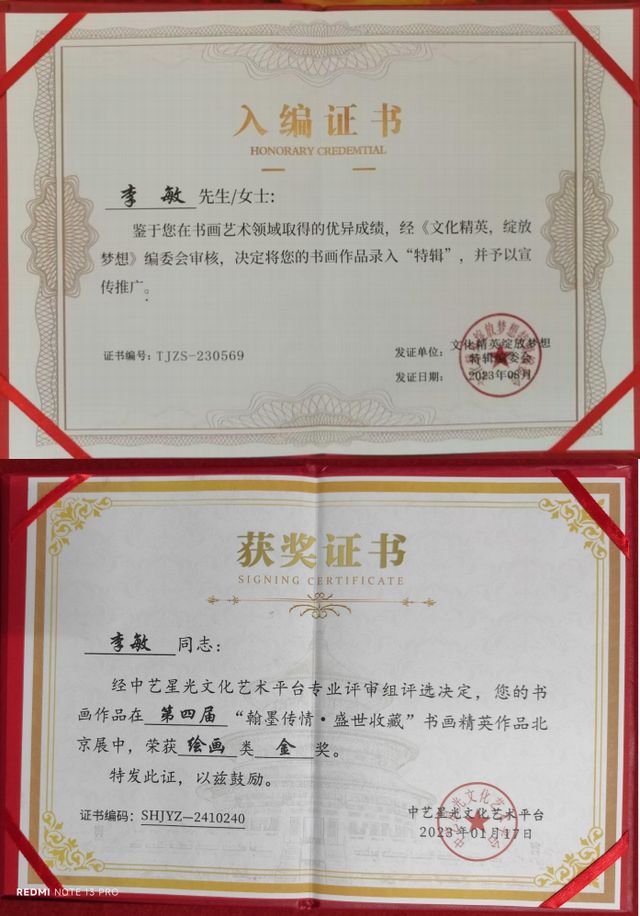 入编证书
HONORARY CREDEMTIAL
李 敏 先生/女士:
鉴于您在书画艺术领域取得的优异成绩，经《文化精英，绽放
梦想》编委会审核，决定将您的书画作品录入“特辑”，并予以宣
传推广。
证书编号: TJZS-230569
发证单位: 文化精英绽放梦想
特辑编委会
发证日期: 2023年08月
获奖证书
SIGNING CERTIFICATE
李敏 同志:
经中艺星光文化艺术平台专业评审组评选决定，您的书
画作品在 第四届 “翰墨传情·盛世收藏”书画精英作品北
京展中，荣获 绘画 类 金 奖。
特发此证，以兹鼓励。
证书编码: SHJYZ—2410240
中艺星光文化艺术平台
2023年01月17日
REDMI NOTE 13 PRO